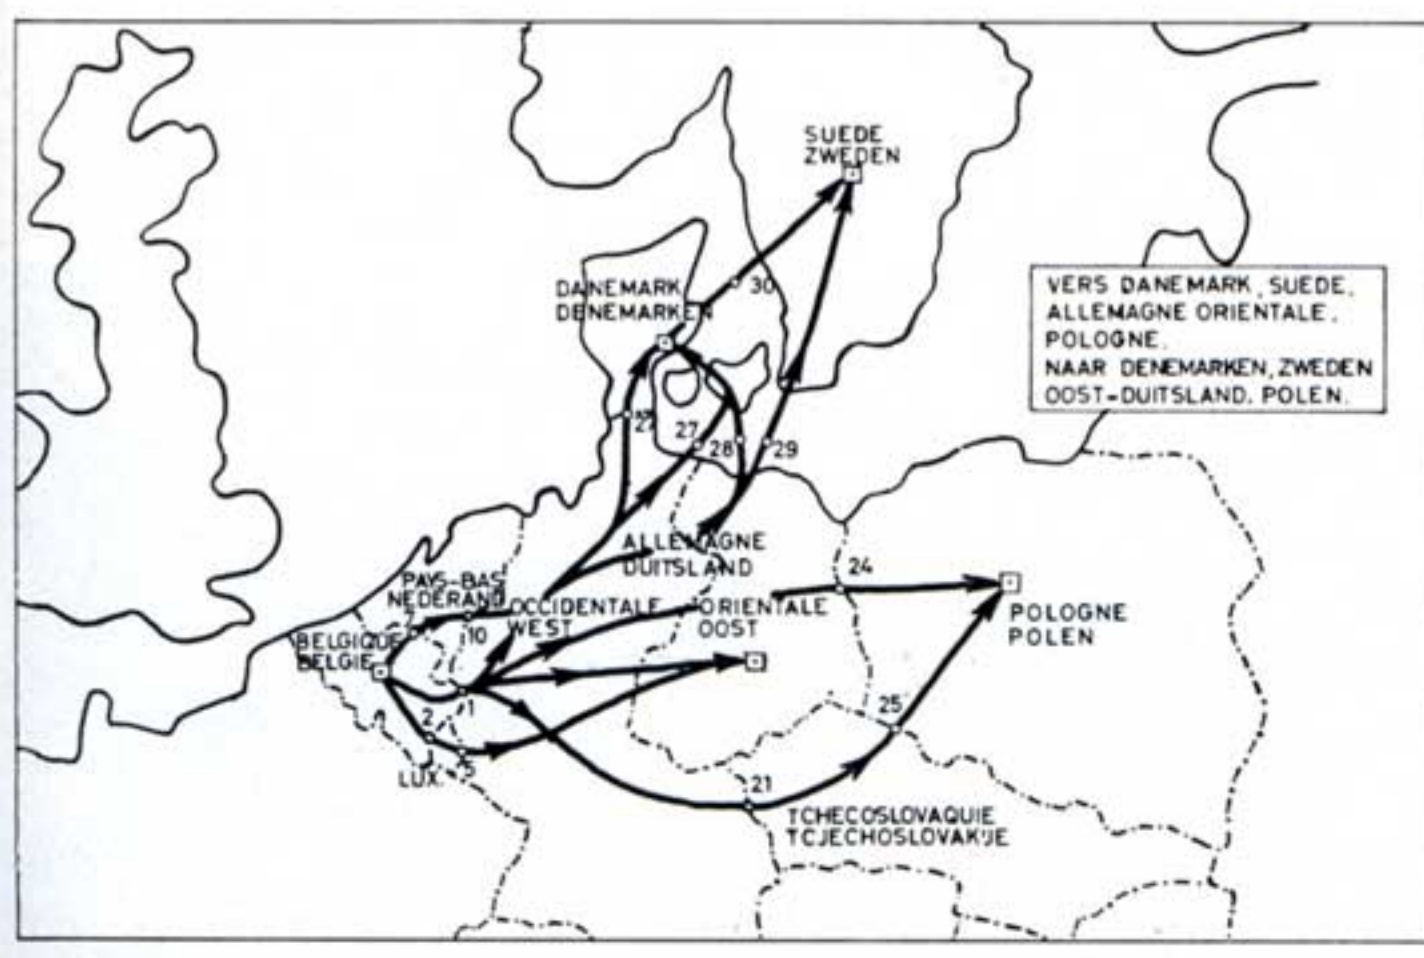 SUEDE
ZWEDEN
30
DANEMARK
DENEMARKEN
VERS DANEMARK, SUEDE,
ALLEMAGNE ORIENTALE,
POLOGNE.
NAAR DENEMARKEN, ZWEDEN
OOST-DUITSLAND, POLEN.
27
27
28
29
ALLEMAGNE
DUITSLAND
24
PAYS-BAS
NEDERAND
OCCIDENTALE
WEST
ORIENTALE
OOST
POLOGNE
POLEN
7
10
BELGIQUE
BELGIE
1
2
5
LUX.
25
21
TCHECOSLOVAQUIE
TCJECHOSLOVAKIJE